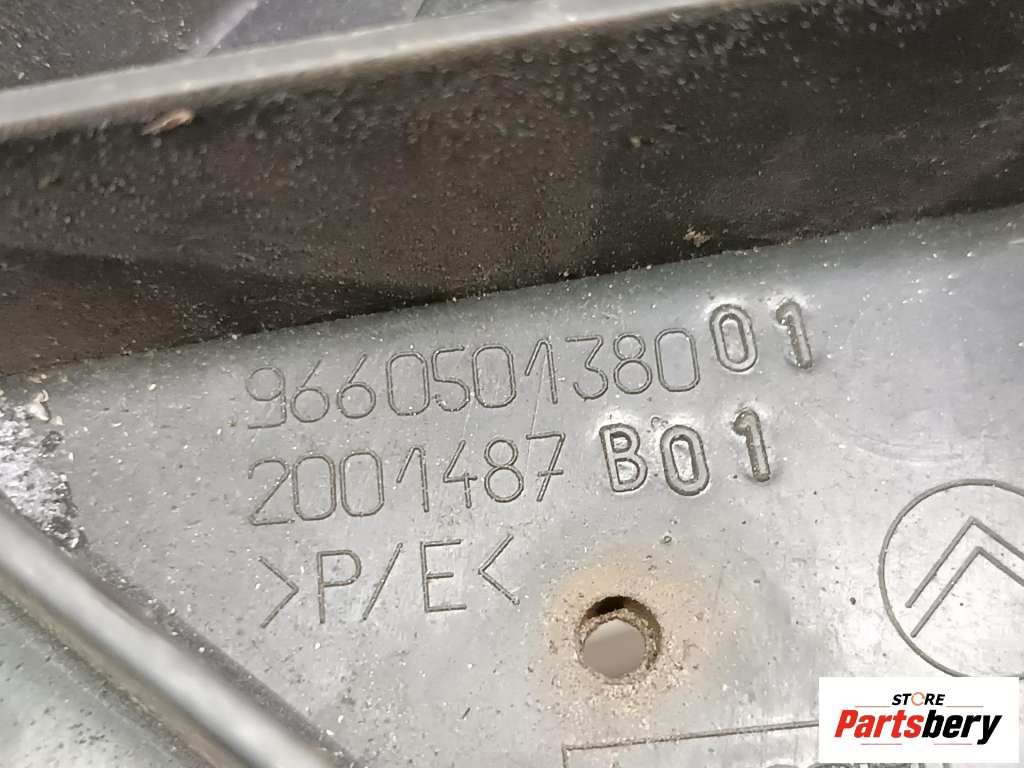 966050138001
2001487 B01
>P/E<
STORE
Partsbery